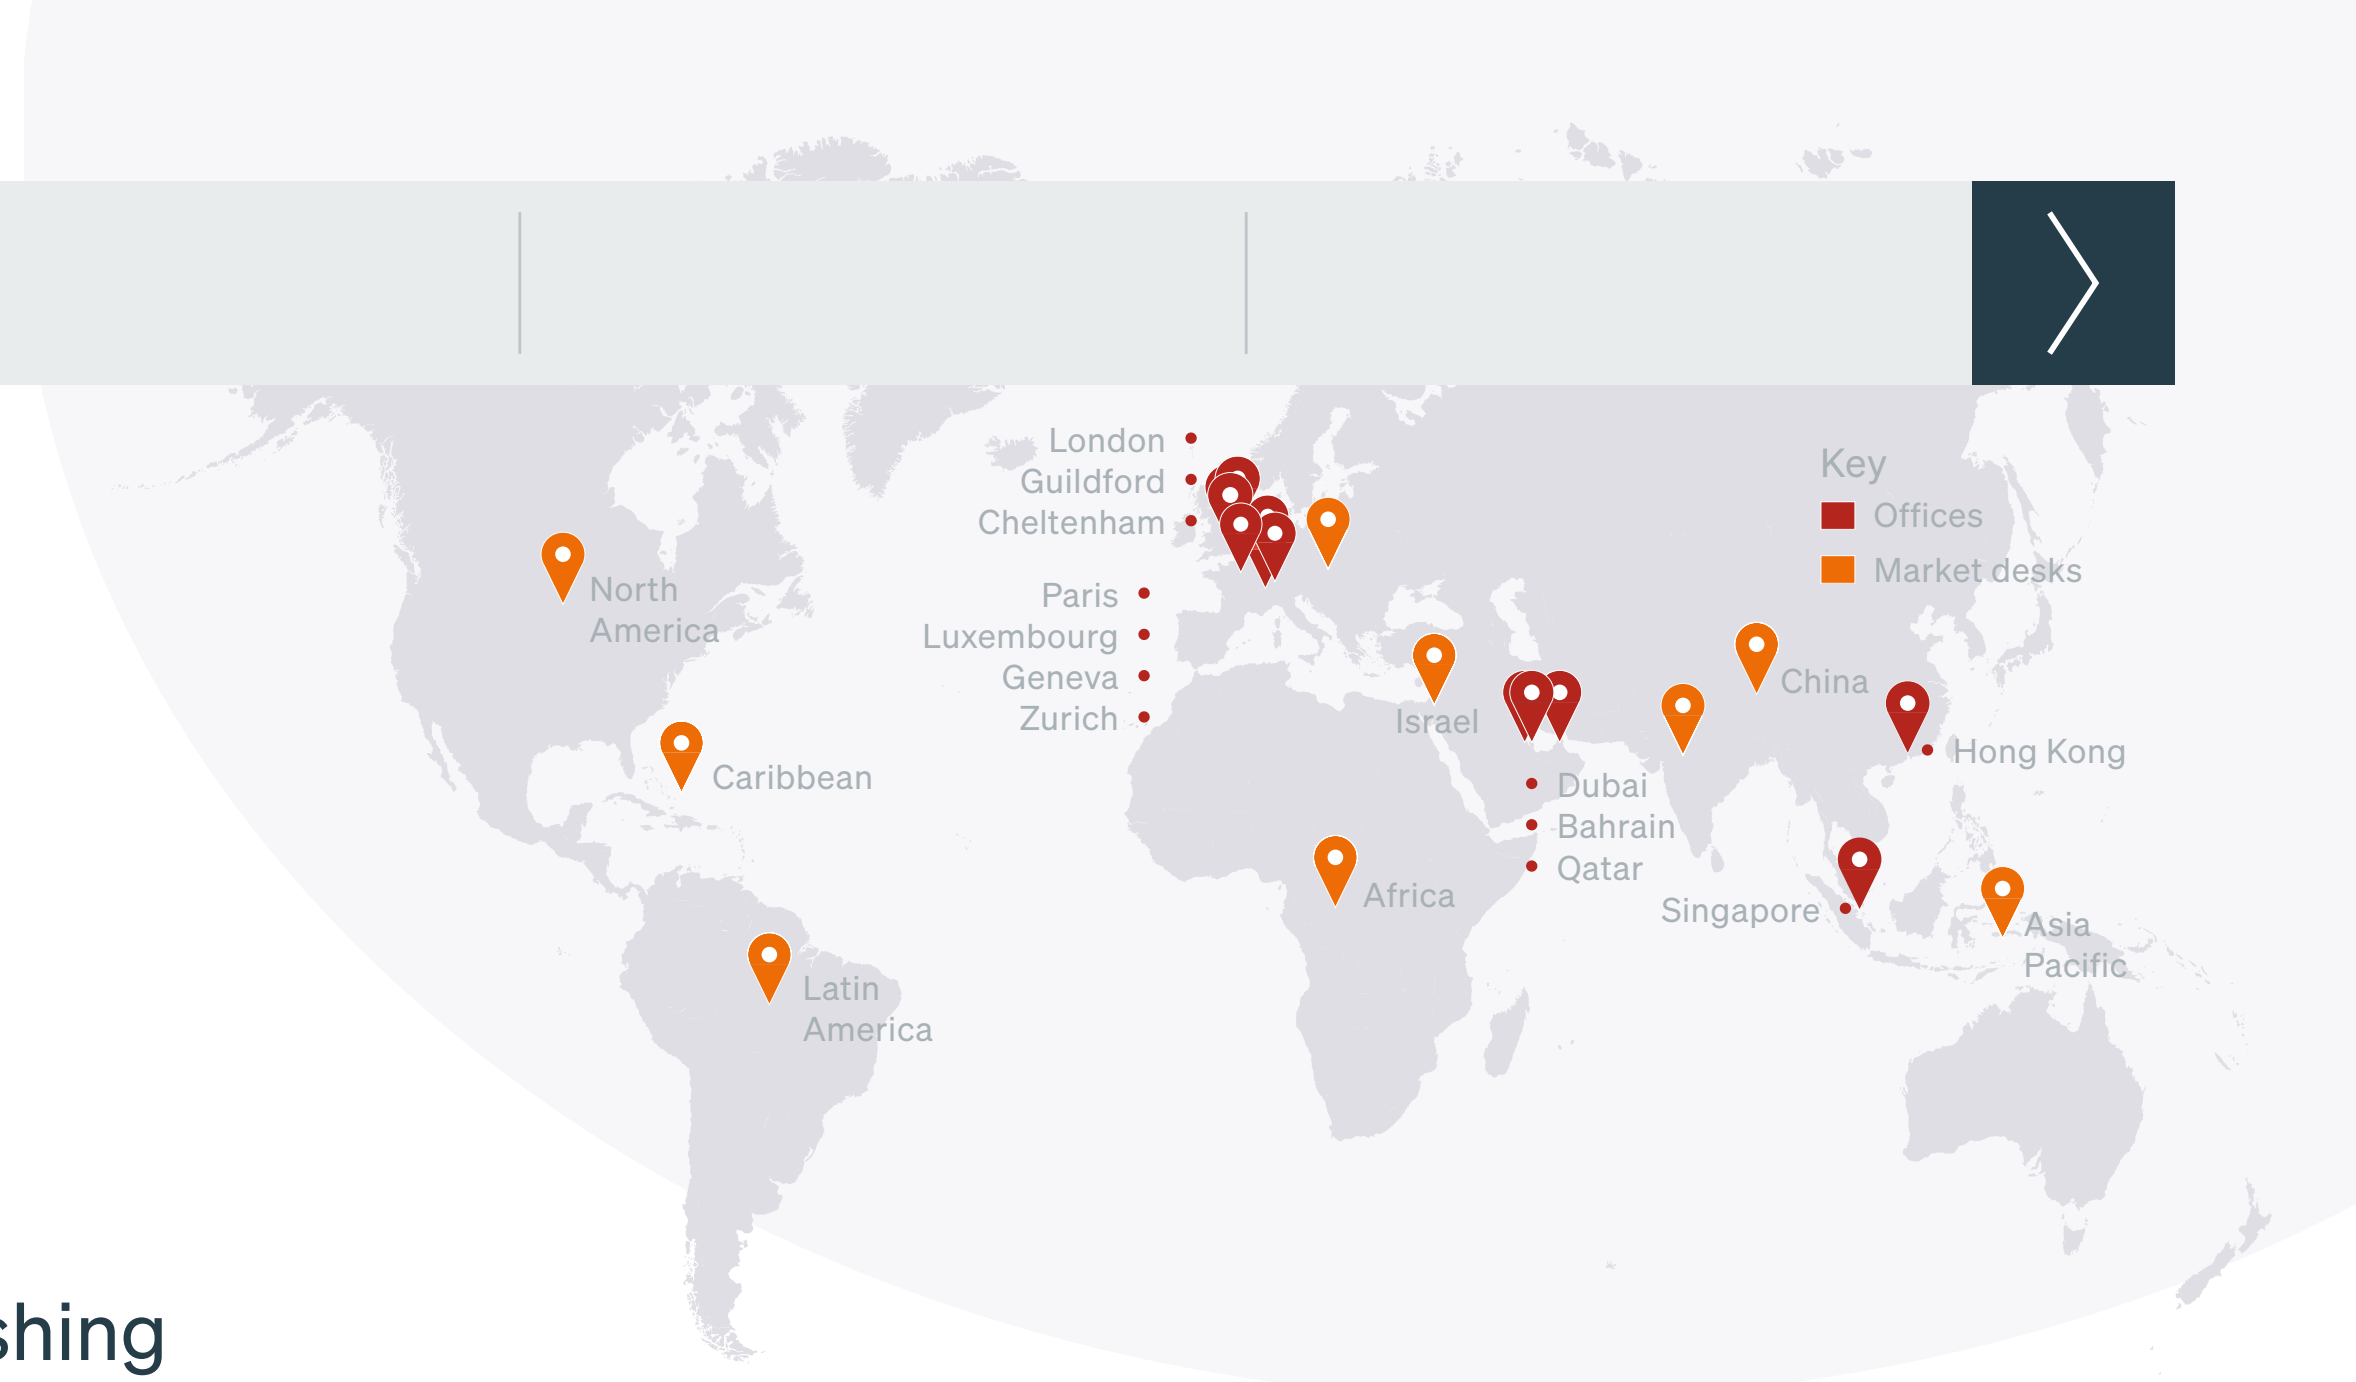 London
Guildford
Cheltenham
Key
Offices
Market desks
North
America
Paris
Luxembourg
Geneva
Zurich
China
Israel
Hong Kong
Caribbean
Dubai
Bahrain
Qatar
Africa
Singapore
Asia
Pacific
Latin
America
shing